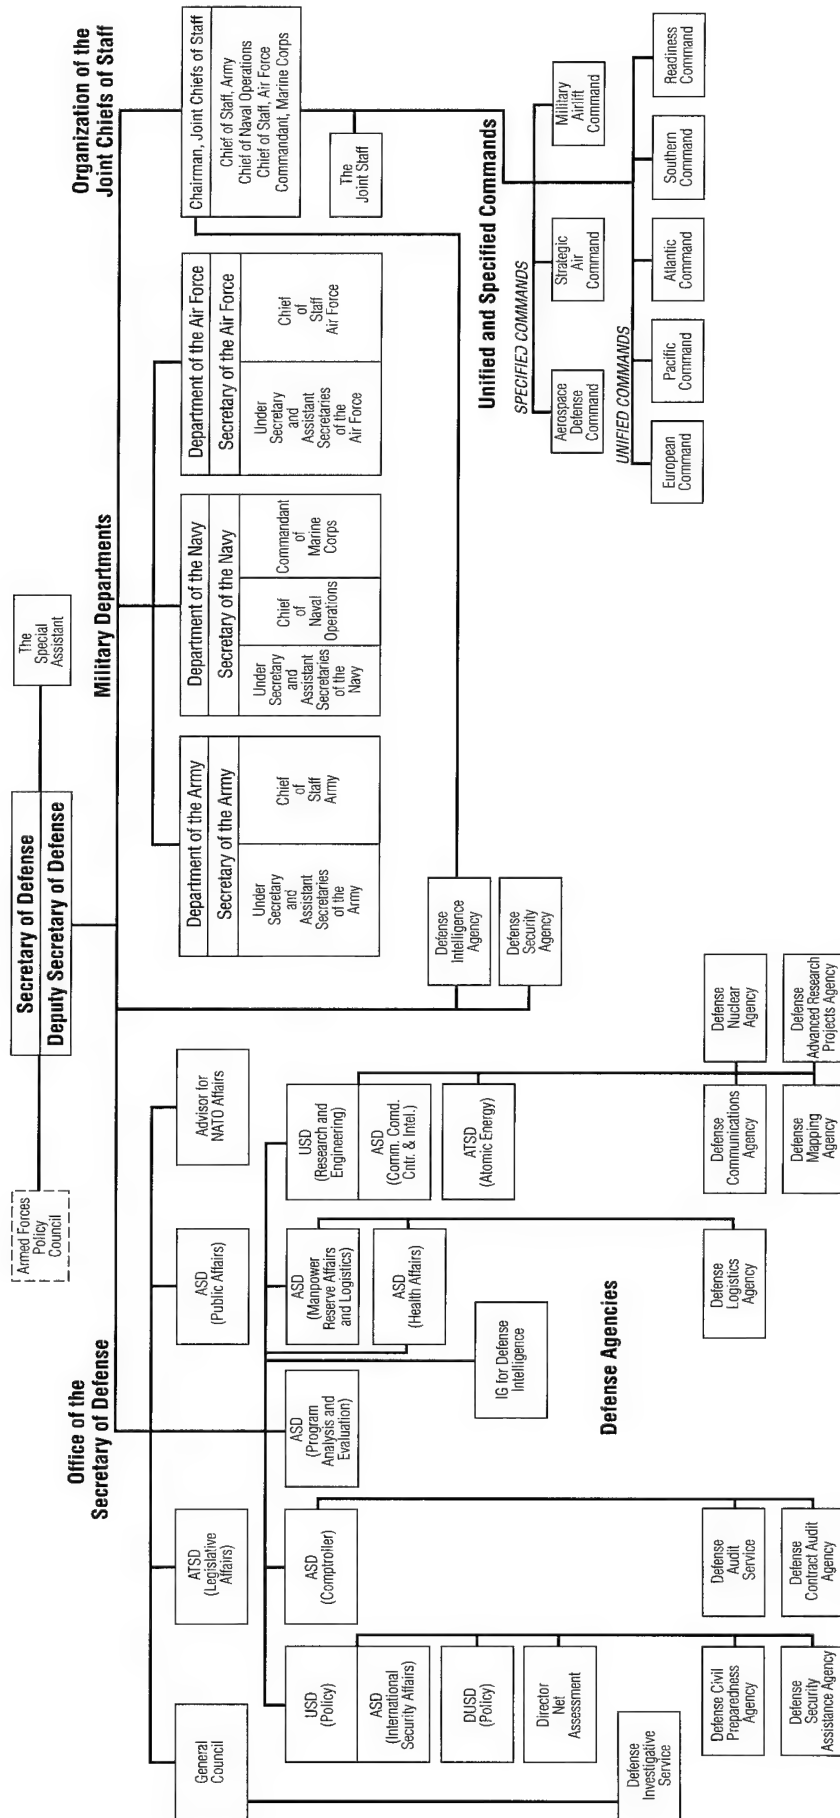 Armed Forces
Policy
Council
Secretary of Defense
Deputy Secretary of Defense
The
Special
Assistant
Office of the
Secretary of Defense
Military Departments
Organization of the
Joint Chiefs of Staff
General
Council
ATSD
(Legislative
Affairs)
ASD
(Public Affairs)
Advisor for
NATO Affairs
USD
(Policy)
ASD
(International
Security Affairs)
DUSD
(Policy)
Director
Net
Assessment
Defense
Investigative
Service
ASD
(Comptroller)
ASD
(Program
Analysis and
Evaluation)
ASD
(Manpower
Reserve Affairs
and Logistics)
ASD
(Health Affairs)
IG for Defense
Intelligence
USD
(Research and
Engineering)
ASD
(Comm. Comd.
Cntr. & Intel.)
ATSD
(Atomic Energy)
Defense Agencies
Defense Civil
Preparedness
Agency
Defense
Security
Assistance Agency
Defense
Audit
Service
Defense
Contract Audit
Agency
Defense
Logistics
Agency
Defense
Communications
Agency
Defense
Nuclear
Agency
Defense
Mapping
Agency
Defense
Advanced Research
Projects Agency
Defense
Intelligence
Agency
Defense
Security
Agency
Department of the Army
Secretary of the Army
Under
Secretary
and
Assistant
Secretaries
of the
Army
Chief
of
Staff
Army
Department of the Navy
Secretary of the Navy
Under
Secretary
and
Assistant
Secretaries
of the
Navy
Chief
of
Naval
Operations
Commandant
of
Marine
Corps
Department of the Air Force
Secretary of the Air Force
Under
Secretary
and
Assistant
Secretaries
of the
Air Force
Chief
of
Staff
Air Force
Chairman, Joint Chiefs of Staff
Chief of Staff, Army
Chief of Naval Operations
Chief of Staff, Air Force
Commandant, Marine Corps
The
Joint Staff
Unified and Specified Commands
SPECIFIED COMMANDS
Aerospace
Defense
Command
Strategic
Air
Command
Military
Airlift
Command
UNIFIED COMMANDS
European
Command
Pacific
Command
Atlantic
Command
Southern
Command
Readiness
Command